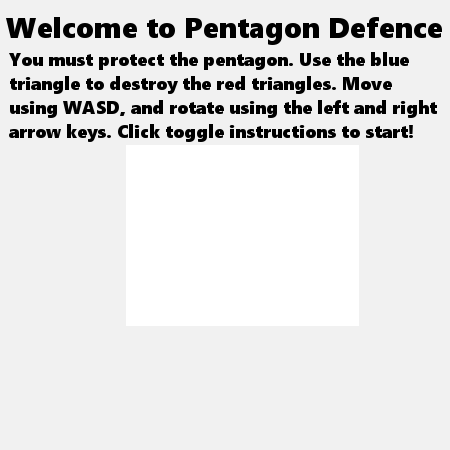 Welcome to Pentagon Defence
You must protect the pentagon. Use the blue
triangle to destroy the red triangles. Move
using WASD, and rotate using the left and right
arrow keys. Click toggle instructions to start!